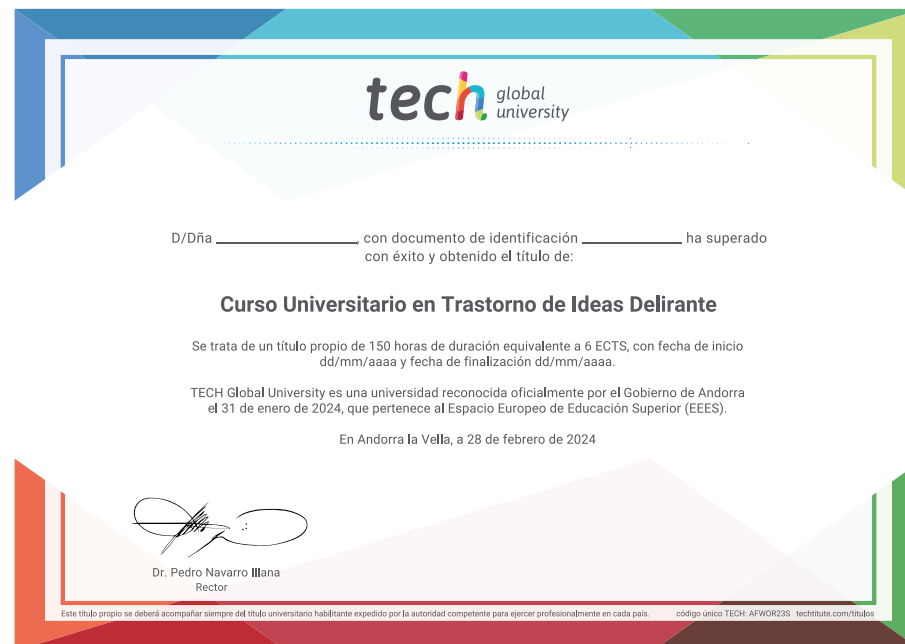 tech global university
D/Dña ______________, con documento de identificación __________ ha superado
con éxito y obtenido el título de:
Curso Universitario en Trastorno de Ideas Delirante
Se trata de un título propio de 150 horas de duración equivalente a 6 ECTS, con fecha de inicio
dd/mm/aaaa y fecha de finalización dd/mm/aaaa.
TECH Global University es una universidad reconocida oficialmente por el Gobierno de Andorra
el 31 de enero de 2024, que pertenece al Espacio Europeo de Educación Superior (EEES).
En Andorra la Vella, a 28 de febrero de 2024
Dr. Pedro Navarro Illana
Rector
Este título propio se deberá acompañar siempre del título universitario habilitante expedido por la autoridad competente para ejercer profesionalmente en cada país. código único TECH: AFWOR23S techtitute.com/titulos